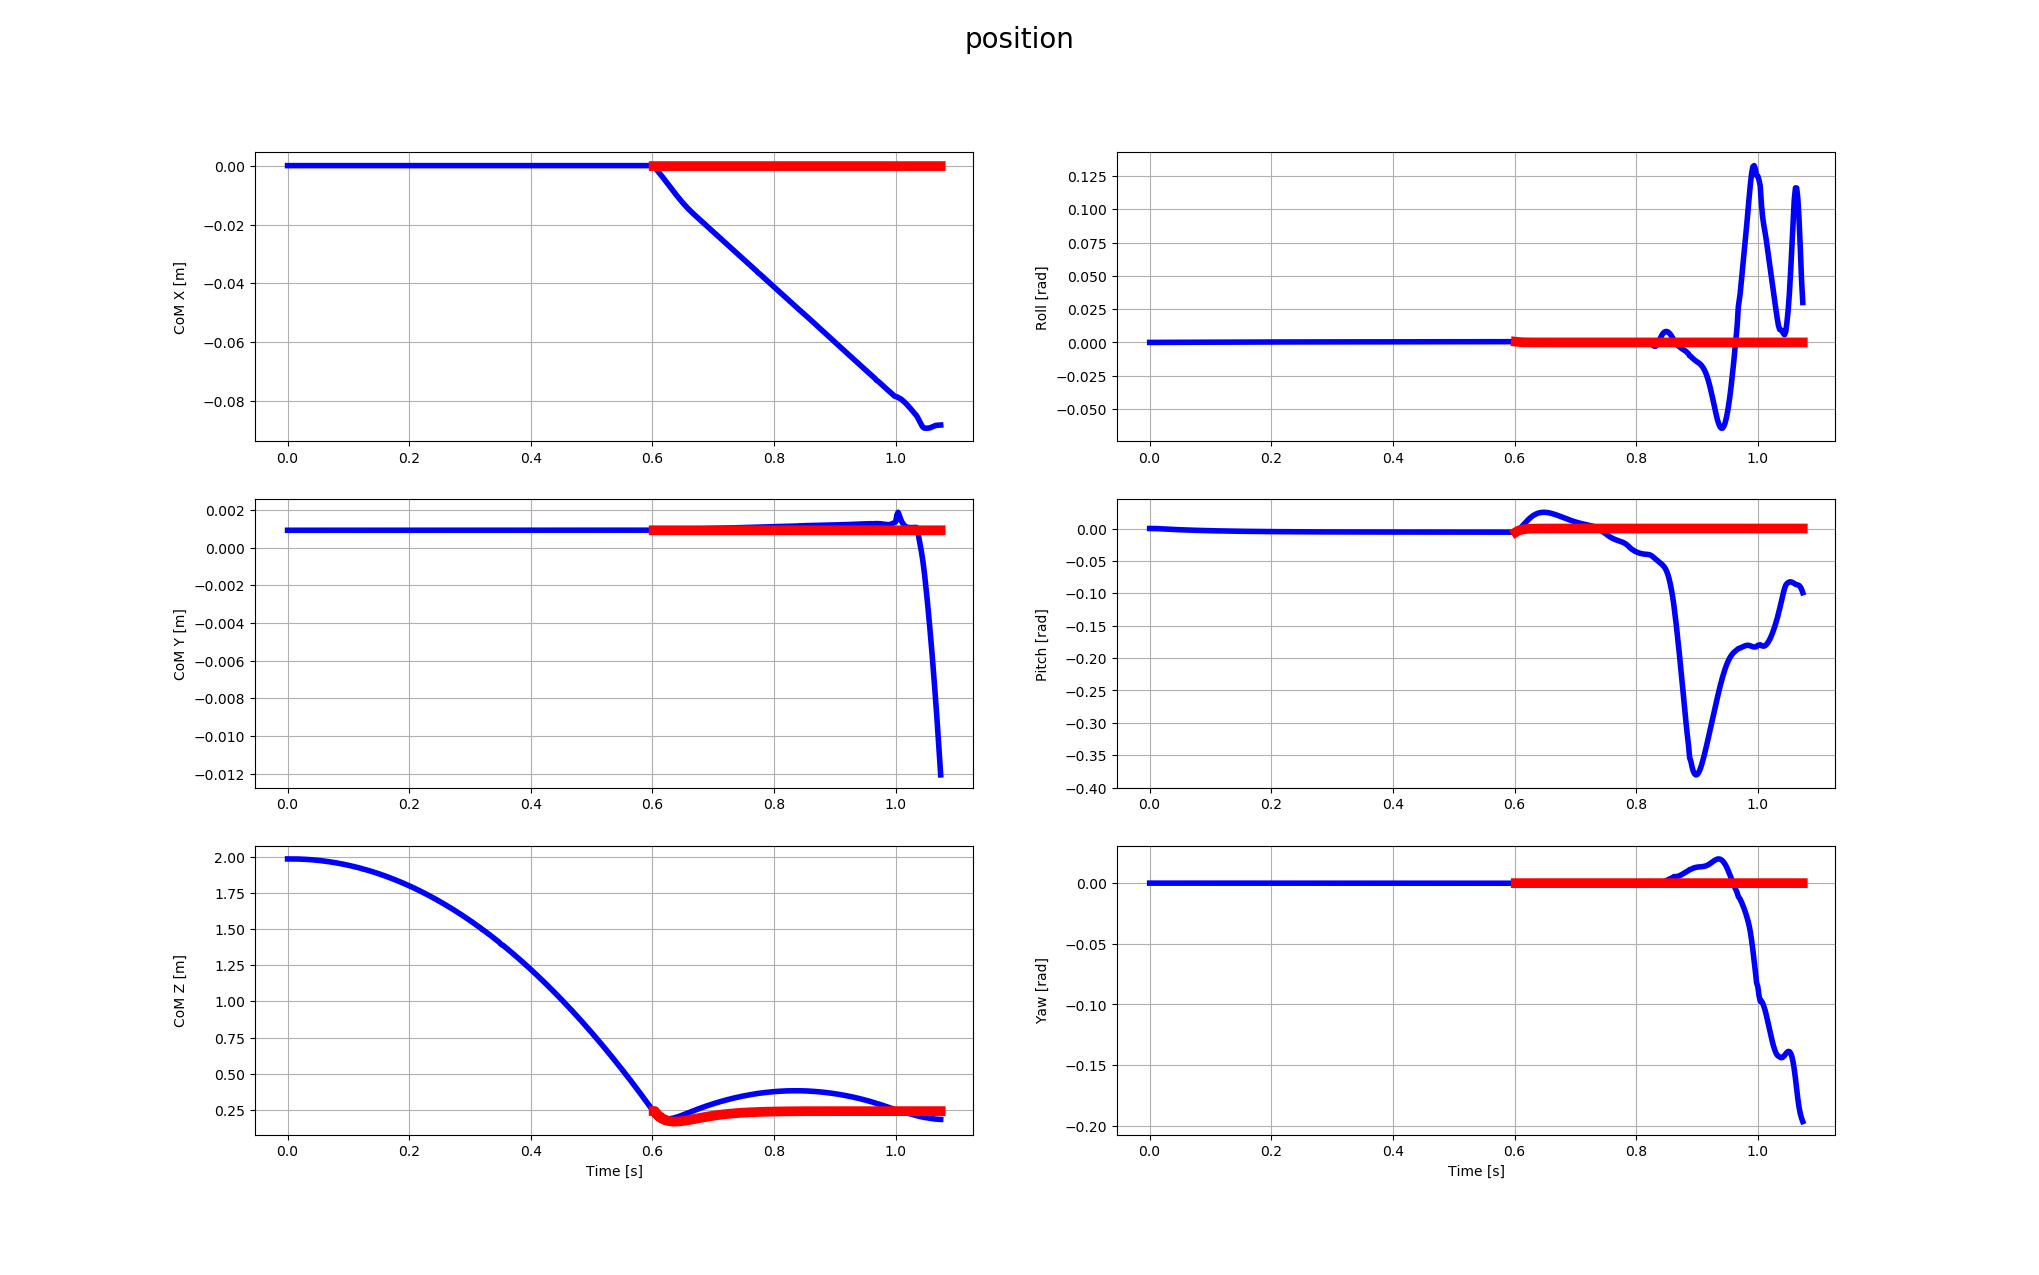 position
0.00
−0.02
−0.04
−0.06
−0.08
CoM X [m]
0.0 0.2 0.4 0.6 0.8 1.0
0.125
0.100
0.075
0.050
0.025
0.000
−0.025
−0.050
Roll [rad]
0.0 0.2 0.4 0.6 0.8 1.0
0.002
0.000
−0.002
−0.004
−0.006
−0.008
−0.010
−0.012
CoM Y [m]
0.0 0.2 0.4 0.6 0.8 1.0
0.00
−0.05
−0.10
−0.15
−0.20
−0.25
−0.30
−0.35
−0.40
Pitch [rad]
0.0 0.2 0.4 0.6 0.8 1.0
2.00
1.75
1.50
1.25
1.00
0.75
0.50
0.25
CoM Z [m]
0.0 0.2 0.4 0.6 0.8 1.0
Time [s]
0.00
−0.05
−0.10
−0.15
−0.20
Yaw [rad]
0.0 0.2 0.4 0.6 0.8 1.0
Time [s]